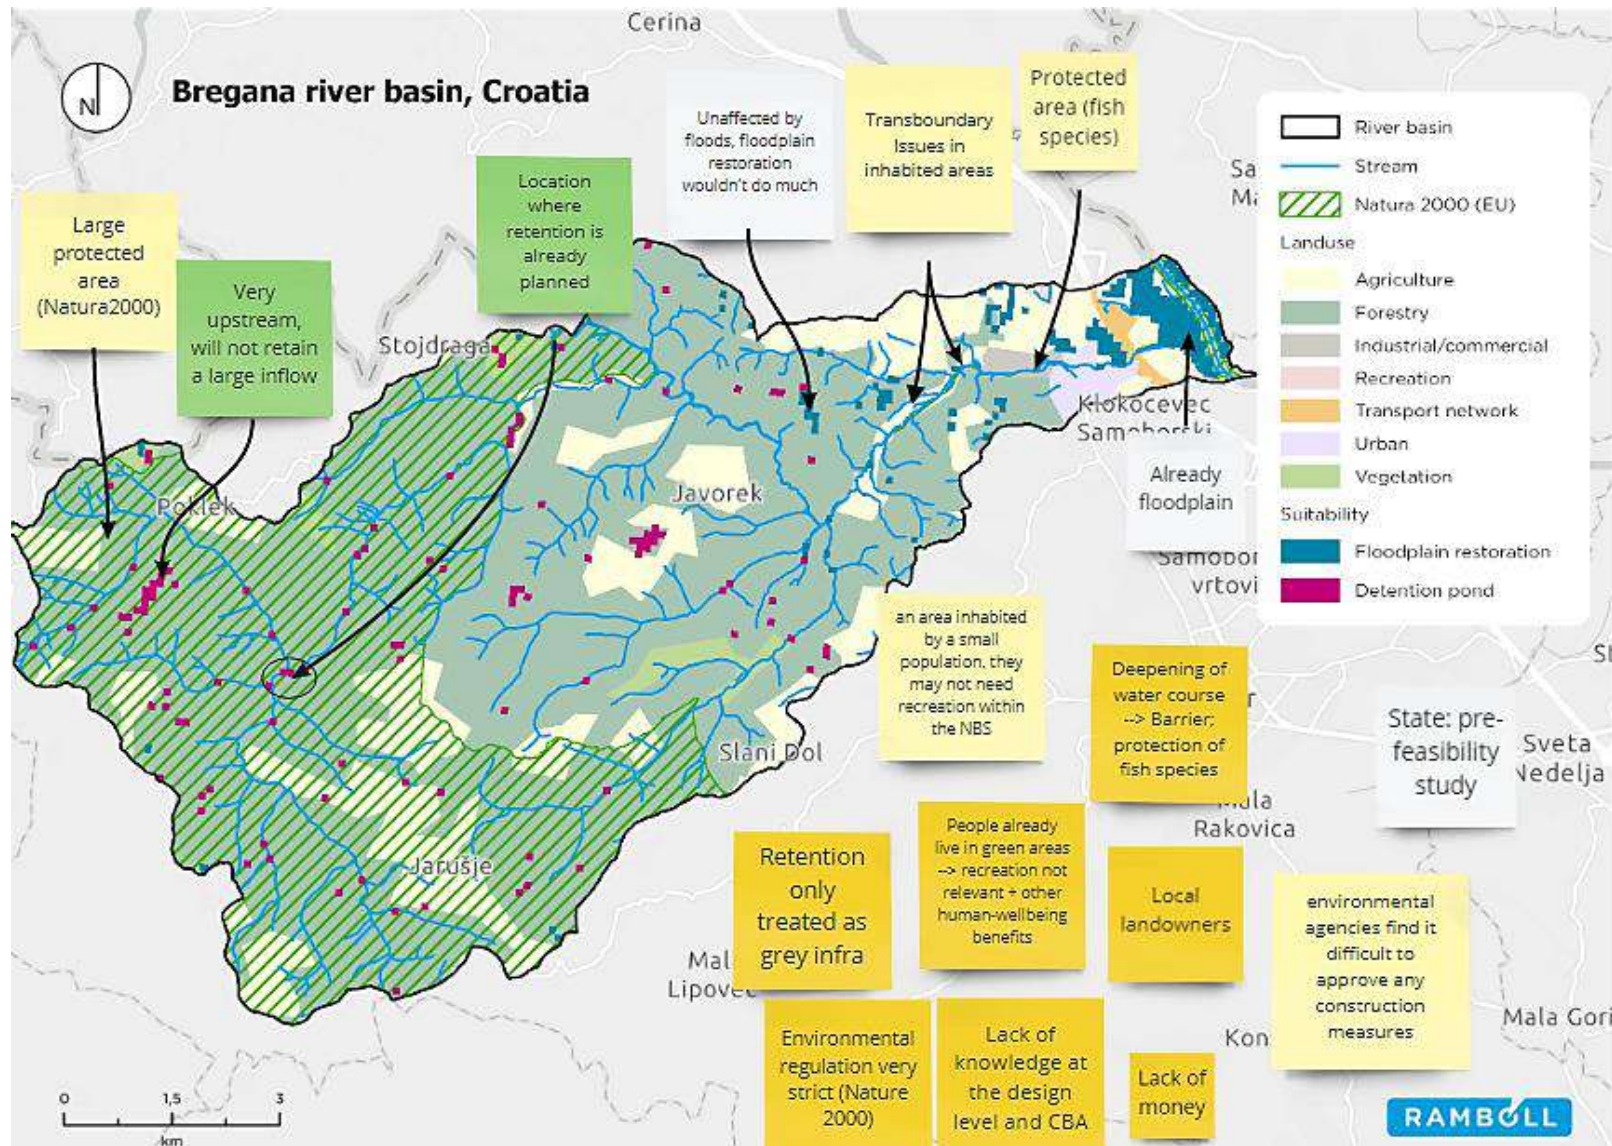 Cerina
N
Bregana river basin, Croatia
Large
protected
area
(Natura2000)
Very
upstream,
will not retain
a large inflow
Location
where
retention is
already
planned
Unaffected by
floods, floodplain
restoration
wouldn't do much
Transboundary
Issues in
inhabited areas
Protected
area (fish
species)
River basin
Stream
Natura 2000 (EU)
Landuse
Agriculture
Forestry
Industrial/commercial
Recreation
Transport network
Urban
Vegetation
Suitability
Floodplain restoration
Detention pond
Stojdraga
Poklek
Javorek
Klokočevec
Samoborski
Already
floodplain
Slani Dol
Jarušje
an area inhabited
by a small
population, they
may not need
recreation within
the NBS
Deepening of
water course
--> Barrier;
protection of
fish species
State: pre-
feasibility
study
Sveta
Nedelja
Mala
Rakovica
Retention
only
treated as
grey infra
People already
live in green areas
--> recreation not
relevant + other
human-wellbeing
benefits
Local
landowners
environmental
agencies find it
difficult to
approve any
construction
measures
Mal
Lipovec
Environmental
regulation very
strict (Nature
2000)
Lack of
knowledge at
the design
level and CBA
Lack of
money
Kon
Mala Gori
0 1,5 3
km
RAMBOLL